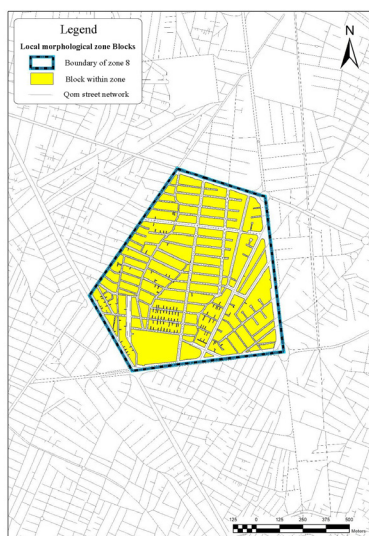 Legend
Local morphological zone Blocks
Boundary of zone 8
Block within zone
Qom street network
N
125 0 125 250 375 500
Meters